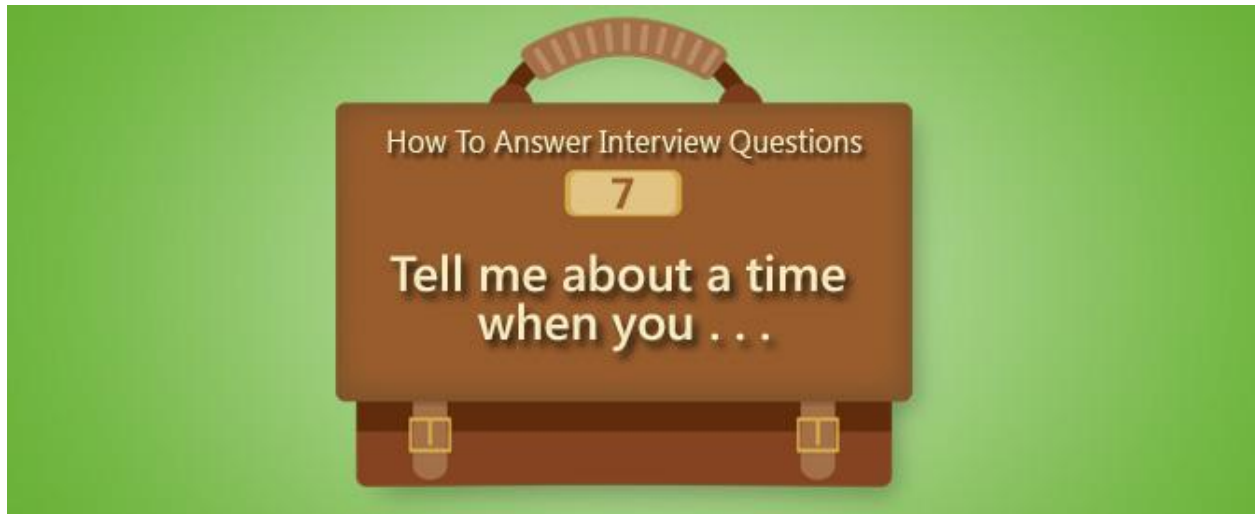 How To Answer Interview Questions
7
Tell me about a time
when you . . .